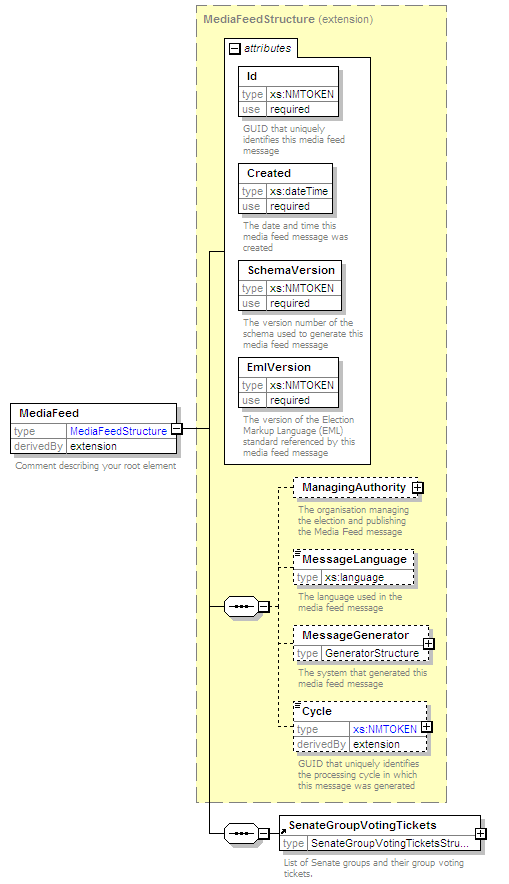 MediaFeedStructure (extension)
attributes
Id
type xs:NMTOKEN
use required
GUID that uniquely
identifies this media feed
message
Created
type xs:dateTime
use required
The date and time this
media feed message was
created
SchemaVersion
type xs:NMTOKEN
use required
The version number of the
schema used to generate this
media feed message
EmlVersion
type xs:NMTOKEN
use required
The version of the Election
Markup Language (EML)
standard referenced by this
media feed message
MediaFeed
type MediaFeedStructure
derivedBy extension
Comment describing your root element
ManagingAuthority
The organisation managing
the election and publishing
the Media Feed message
MessageLanguage
type xs:language
The language used in the
media feed message
MessageGenerator
type GeneratorStructure
The system that generated this
media feed message
Cycle
type xs:NMTOKEN
derivedBy extension
GUID that uniquely identifies
the processing cycle in which
this message was generated
SenateGroupVotingTickets
type SenateGroupVotingTicketsStru...
List of Senate groups and their group voting
tickets.